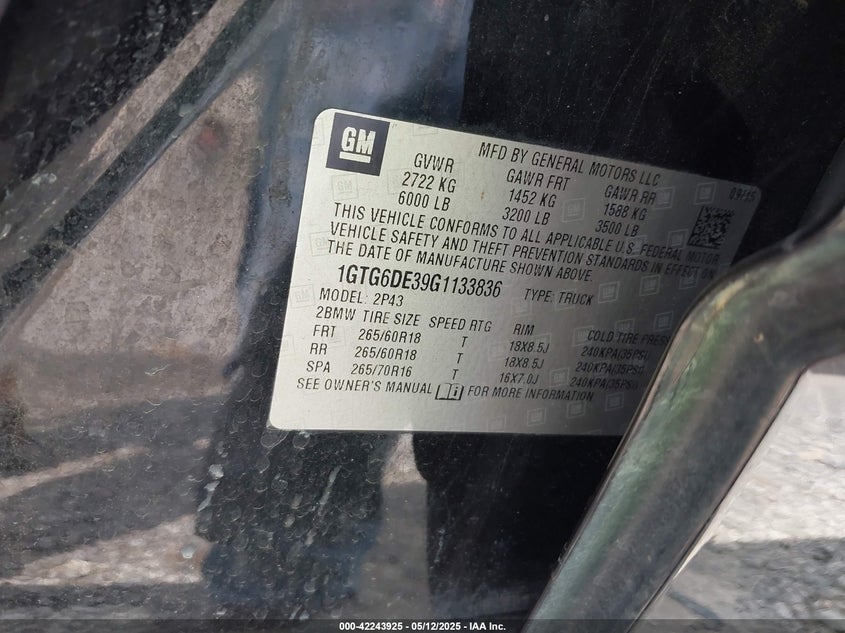 GM
MFD BY GENERAL MOTORS LLC
GVWR GAWR FRT GAWR RR 09/15
2722 KG 1452 KG 1588 KG
6000 LB 3200 LB 3500 LB
THIS VEHICLE CONFORMS TO ALL APPLICABLE U.S. FEDERAL MOTOR
VEHICLE SAFETY AND THEFT PREVENTION STANDARDS IN EFFECT ON
THE DATE OF MANUFACTURE SHOWN ABOVE.
1GTG6DE39G1133836 TYPE: TRUCK
MODEL: 2P43
2BMW TIRE SIZE SPEED RTG RIM COLD TIRE
FRT 265/60R18 T 18X8.5J 240KPA(35PSI)
RR 265/60R18 T 18X8.5J 240KPA(35PSI)
SPA 265/70R16 T 16X7.0J 240KPA(35PSI)
SEE OWNER'S MANUAL FOR MORE INFORMATION
000-42243925 - 05/12/2025 - IAA Inc.